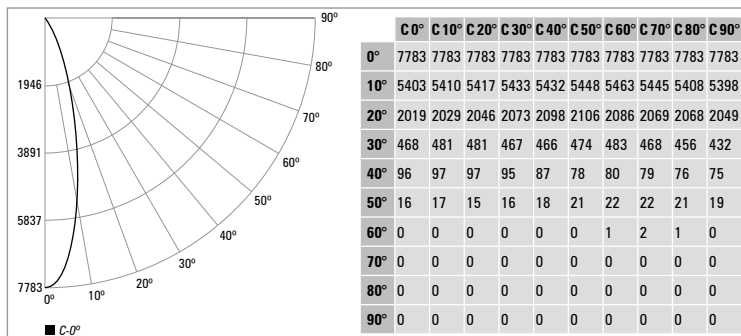 90º
80º
70º
60º
50º
40º
30º
20º
10º
0º
1946
3891
5837
7783
C-0º
C 0° C 10° C 20° C 30° C 40° C 50° C 60° C 70° C 80° C 90°
0° 7783 7783 7783 7783 7783 7783 7783 7783 7783 7783
10° 5403 5410 5417 5433 5432 5448 5463 5445 5408 5398
20° 2019 2029 2046 2073 2098 2106 2086 2069 2068 2049
30° 468 481 481 467 466 474 483 468 456 432
40° 96 97 97 95 87 78 80 79 76 75
50° 16 17 15 16 18 21 22 22 21 19
60° 0 0 0 0 0 0 1 2 1 0
70° 0 0 0 0 0 0 0 0 0 0
80° 0 0 0 0 0 0 0 0 0 0
90° 0 0 0 0 0 0 0 0 0 0